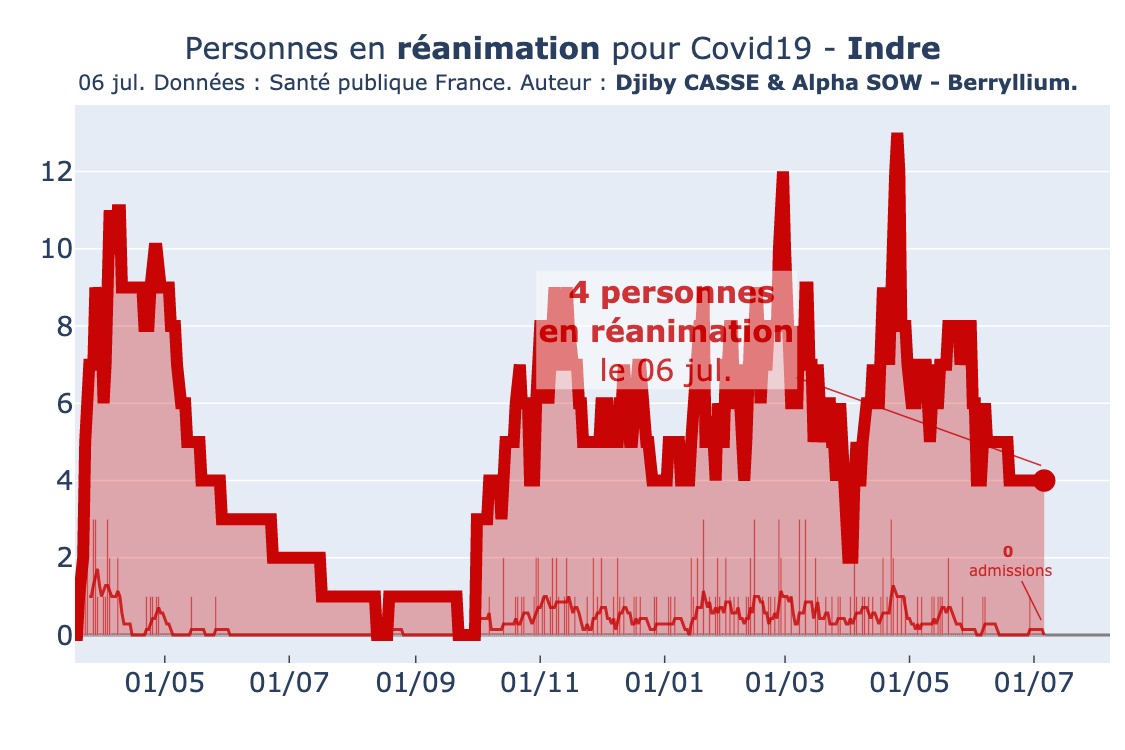 Personnes en réanimation pour Covid19 - Indre
06 jul. Données : Santé publique France. Auteur : Djiby CASSE & Alpha SOW - Berryllium.
12
10
8
6
4
2
0
4 personnes
en réanimation
le 06 jul.
0
admissions
01/05
01/07
01/09
01/11
01/01
01/03
01/05
01/07